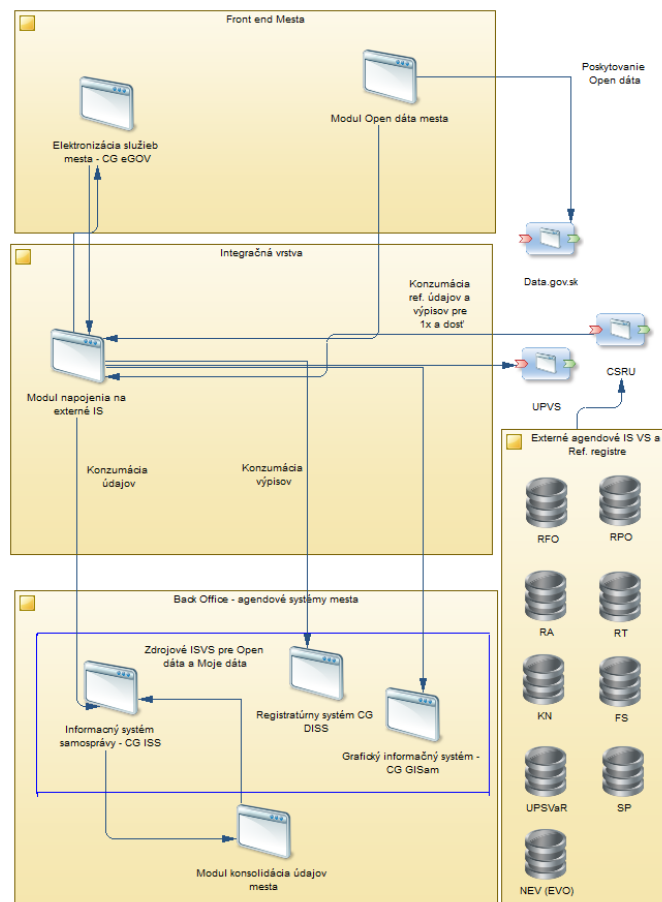 Front end Mesta
Poskytovanie
Open dáta
Modul Open dáta mesta
Elektronizácia služieb
mesta - CG eGOV
Data.gov.sk
Integračná vrstva
Konzumácia
ref. údajov a
výpisov pre
1x a dosť
CSRU
UPVS
Modul napojenia na
externé IS
Konzumácia
údajov
Konzumácia
výpisov
Externé agendové IS VS a
Ref. registre
RFO
RPO
RA
RT
KN
FS
UPSVaR
SP
NEV (EVO)
Back Office - agendové systémy mesta
Zdrojové ISVS pre Open
dáta a Moje dáta
Informacný systém
samosprávy - CG ISS
Registratúrny systém CG
DISS
Grafický informačný systém -
CG GISam
Modul konsolidácia údajov
mesta